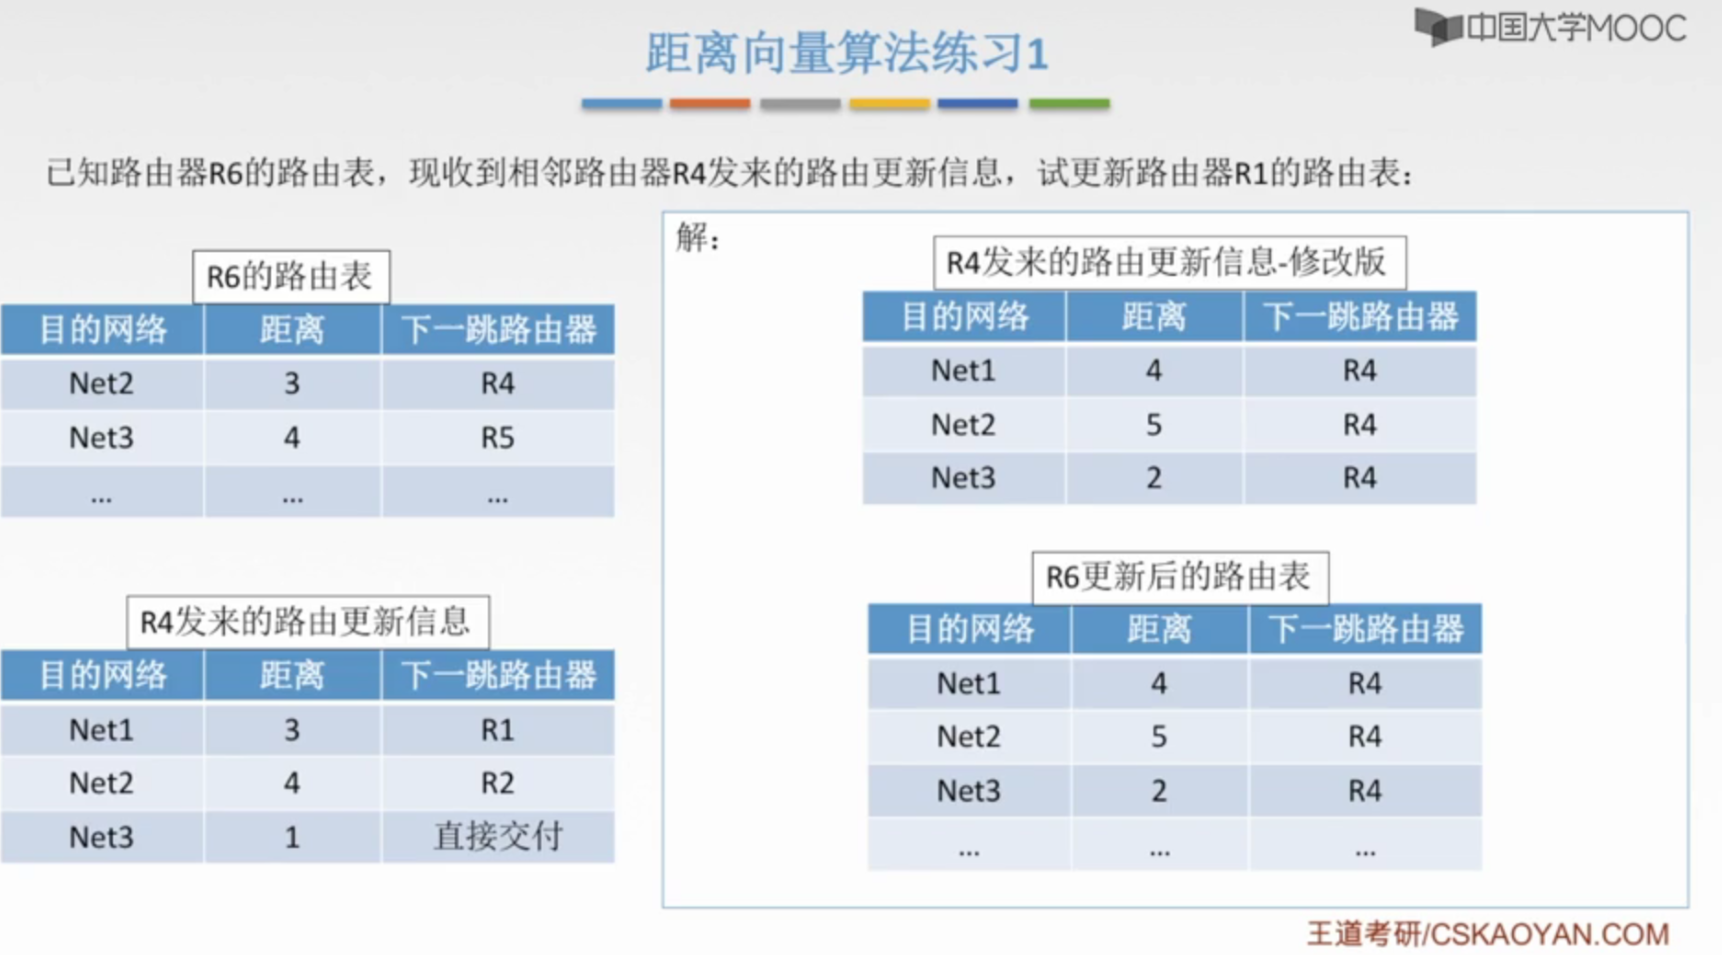 中国大学MOOC
距离向量算法练习1
已知路由器R6的路由表，现收到相邻路由器R4发来的路由更新信息，试更新路由器R1的路由表：
R6的路由表
目的网络 距离 下一跳路由器
Net2 3 R4
Net3 4 R5
... ... ...
R4发来的路由更新信息
目的网络 距离 下一跳路由器
Net1 3 R1
Net2 4 R2
Net3 1 直接交付
解：
R4发来的路由更新信息-修改版
目的网络 距离 下一跳路由器
Net1 4 R4
Net2 5 R4
Net3 2 R4
R6更新后的路由表
目的网络 距离 下一跳路由器
Net1 4 R4
Net2 5 R4
Net3 2 R4
... ... ...
王道考研/CSKAOYAN.COM